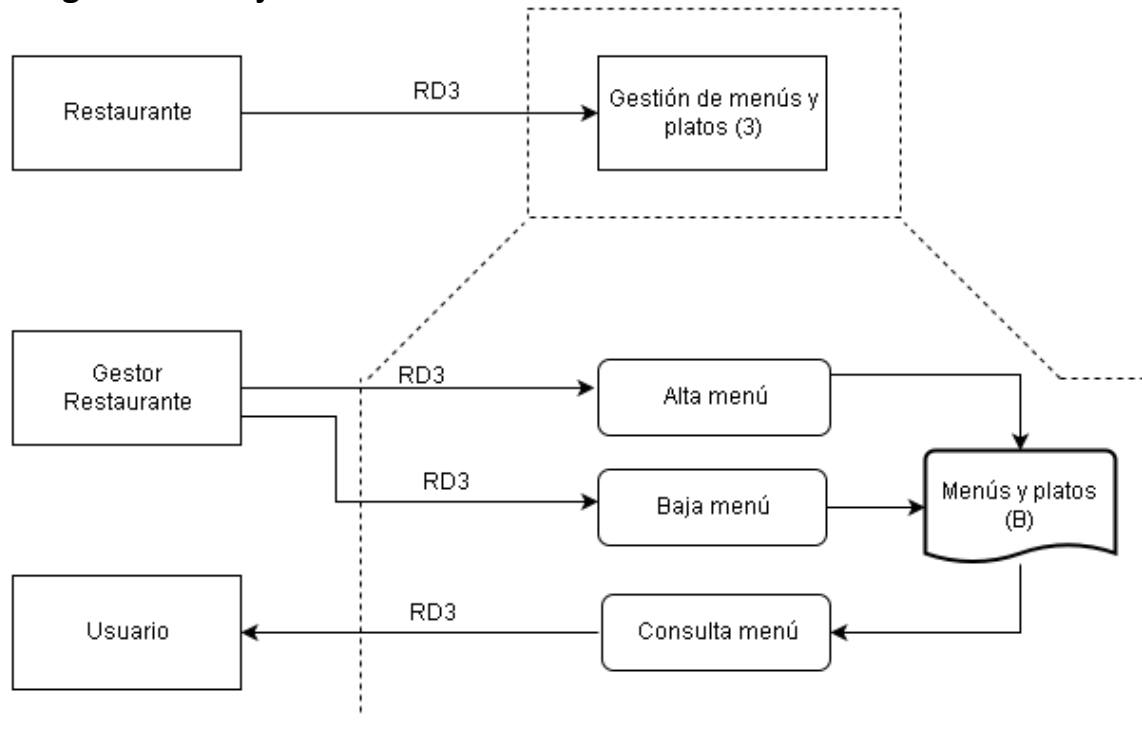 Restaurante
RD3
Gestión de menús y
platos (3)
Gestor
Restaurante
RD3
Alta menú
RD3
Baja menú
Menús y platos
(B)
Usuario
RD3
Consulta menú